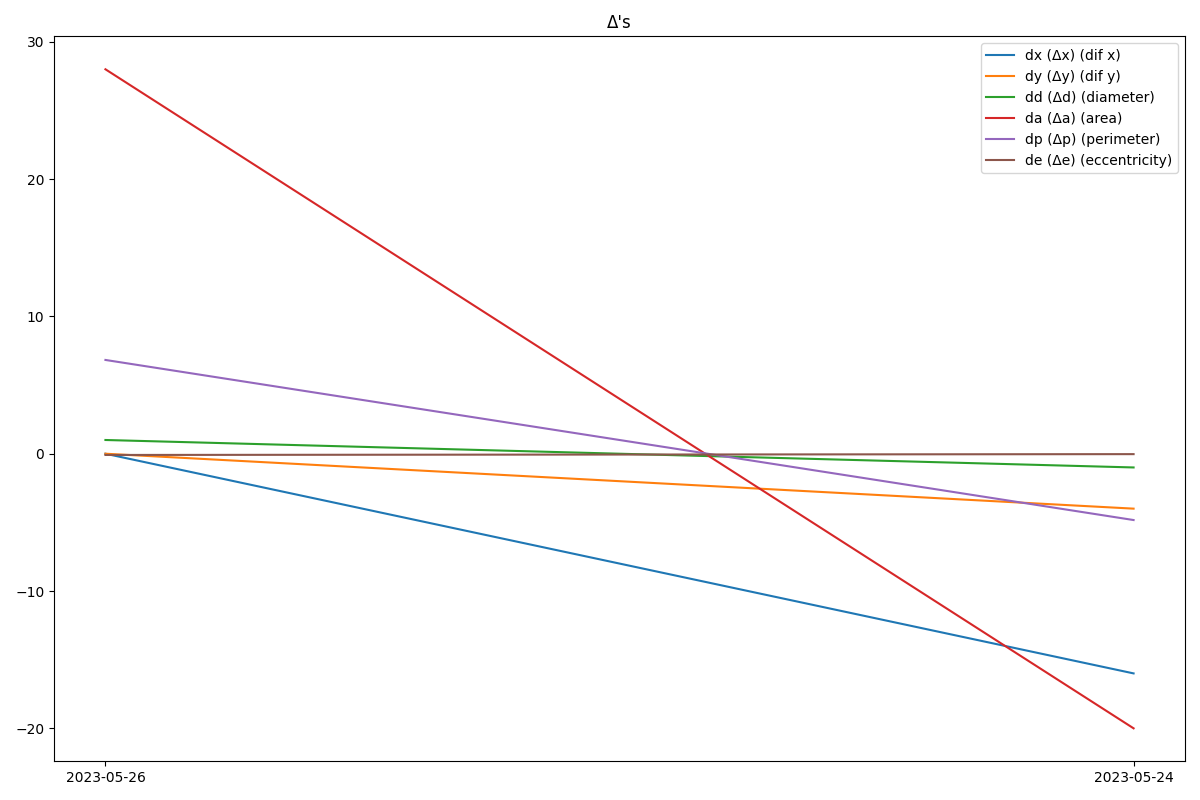 Δ's
dx (Δx) (dif x)
dy (Δy) (dif y)
dd (Δd) (diameter)
da (Δa) (area)
dp (Δp) (perimeter)
de (Δe) (eccentricity)
30
20
10
0
−10
−20
2023-05-26
2023-05-24